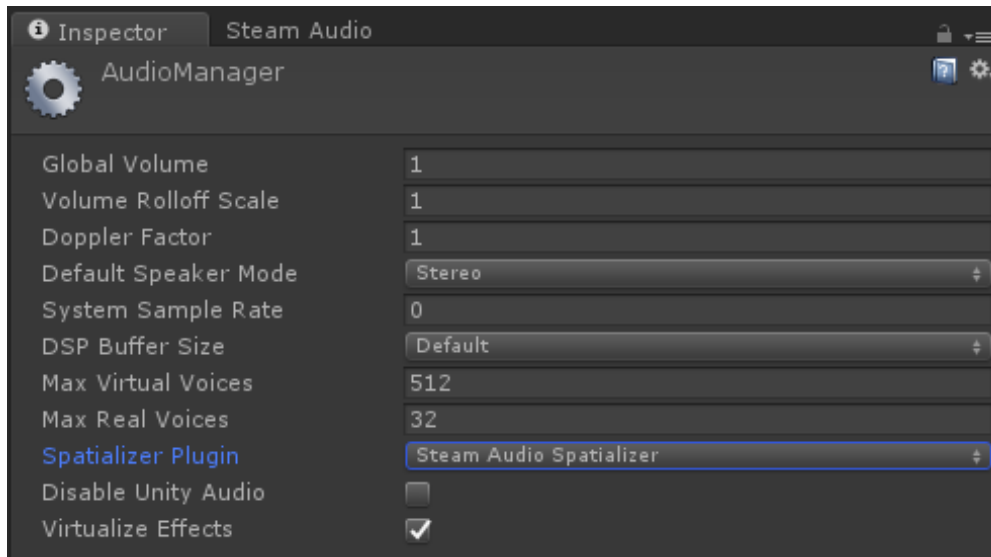 Inspector Steam Audio
AudioManager
Global Volume 1
Volume Rolloff Scale 1
Doppler Factor 1
Default Speaker Mode Stereo
System Sample Rate 0
DSP Buffer Size Default
Max Virtual Voices 512
Max Real Voices 32
Spatializer Plugin Steam Audio Spatializer
Disable Unity Audio
Virtualize Effects